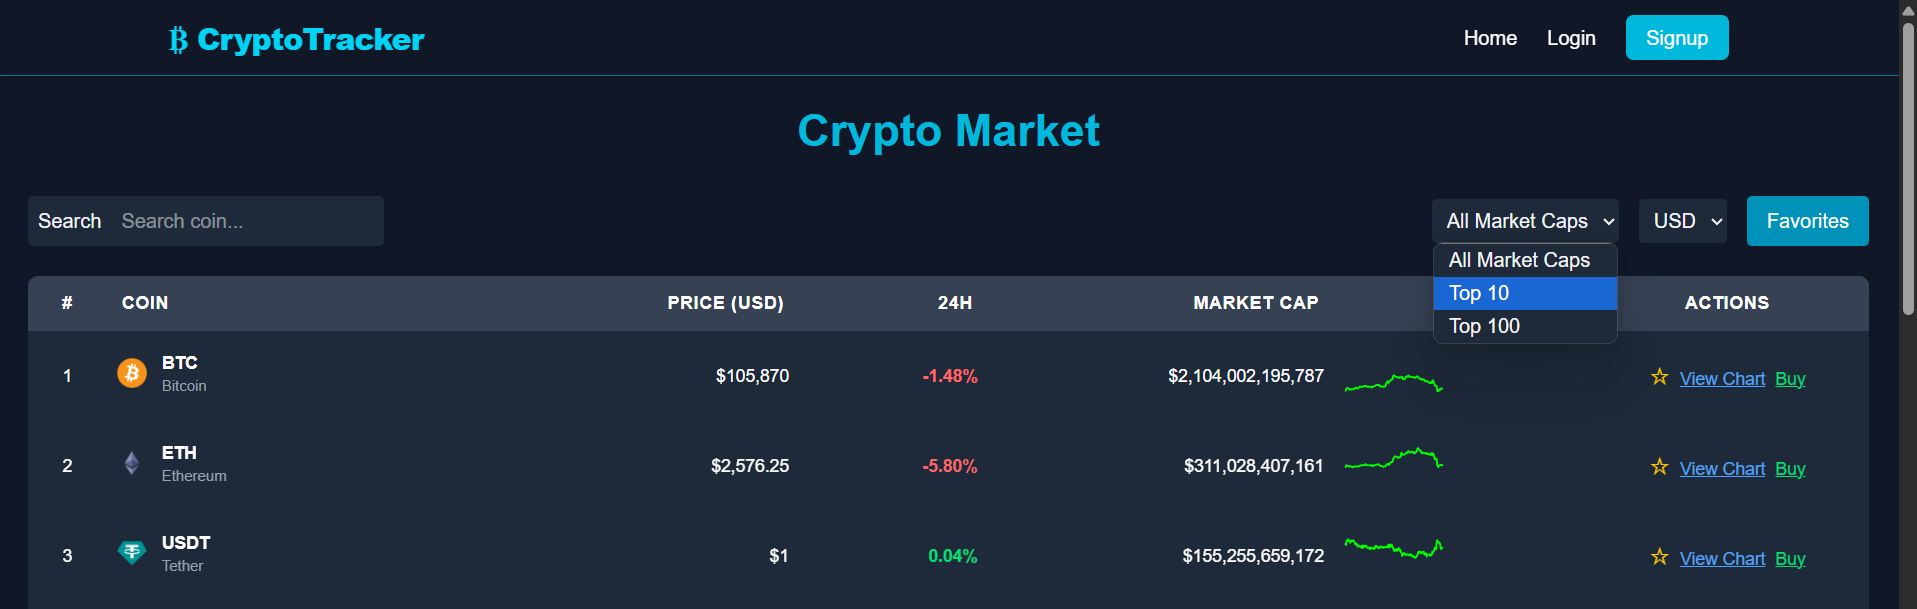 CryptoTracker
Home Login Signup
Crypto Market
Search Search coin... All Market Caps USD Favorites
All Market Caps
Top 10
Top 100
# COIN PRICE (USD) 24H MARKET CAP ACTIONS
1 BTC Bitcoin $105,870 -1.48% $2,104,002,195,787 ☆ View Chart Buy
2 ETH Ethereum $2,576.25 -5.80% $311,028,407,161 ☆ View Chart Buy
3 USDT Tether $1 0.04% $155,255,659,172 ☆ View Chart Buy